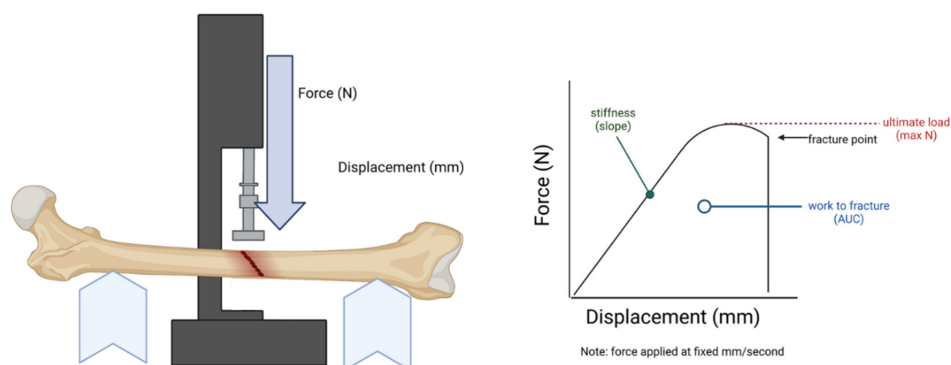 Force (N)
Displacement (mm)
stiffness
(slope)
ultimate load
(max N)
fracture point
work to fracture
(AUC)
Force (N)
Displacement (mm)
Note: force applied at fixed mm/second